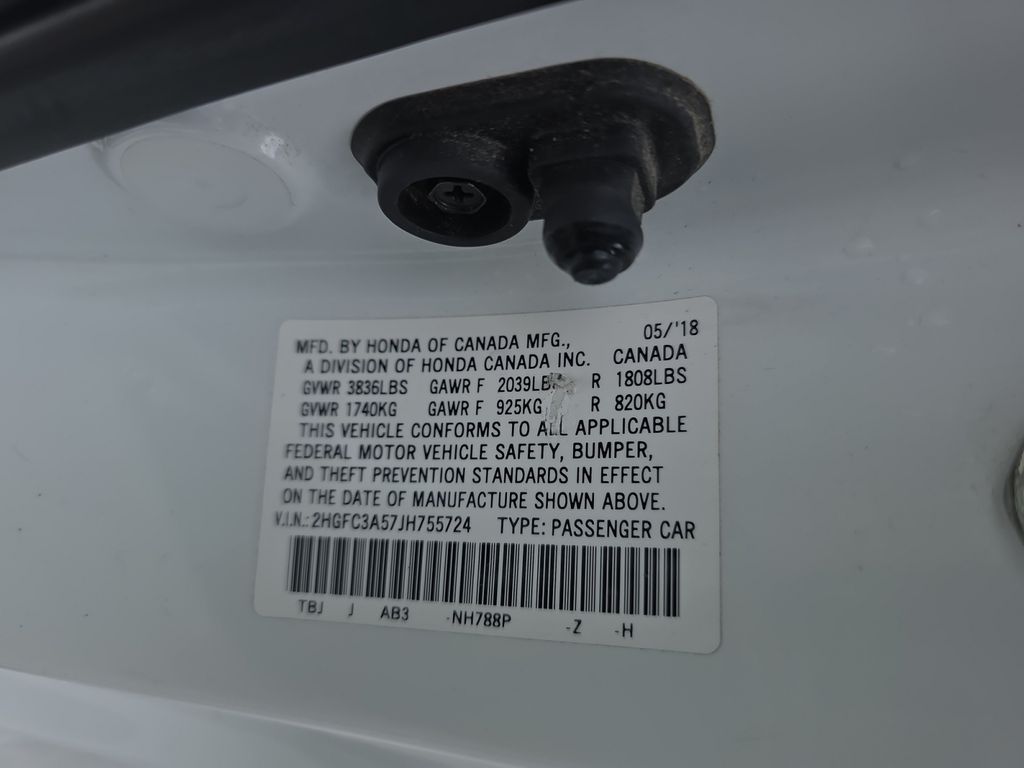 MFD. BY HONDA OF CANADA MFG., 05/'18
A DIVISION OF HONDA CANADA INC. CANADA
GVWR 3836LBS GAWR F 2039LBS R 1808LBS
GVWR 1740KG GAWR F 925KG R 820KG
THIS VEHICLE CONFORMS TO ALL APPLICABLE
FEDERAL MOTOR VEHICLE SAFETY, BUMPER,
AND THEFT PREVENTION STANDARDS IN EFFECT
ON THE DATE OF MANUFACTURE SHOWN ABOVE.
V.I.N.: 2HGFC3A57JH755724 TYPE: PASSENGER CAR
TBJ J AB3 -NH788P -Z -H